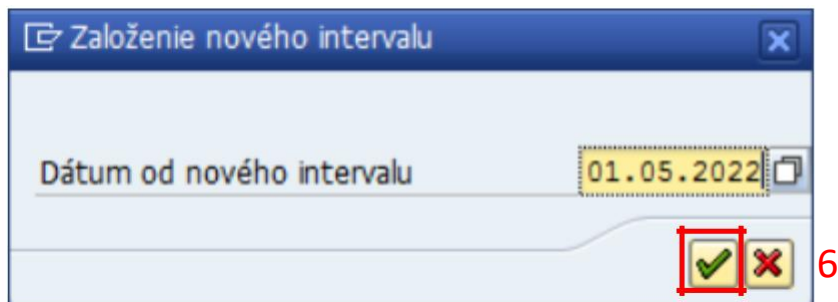 Založenie nového intervalu
Dátum od nového intervalu 01.05.2022
6